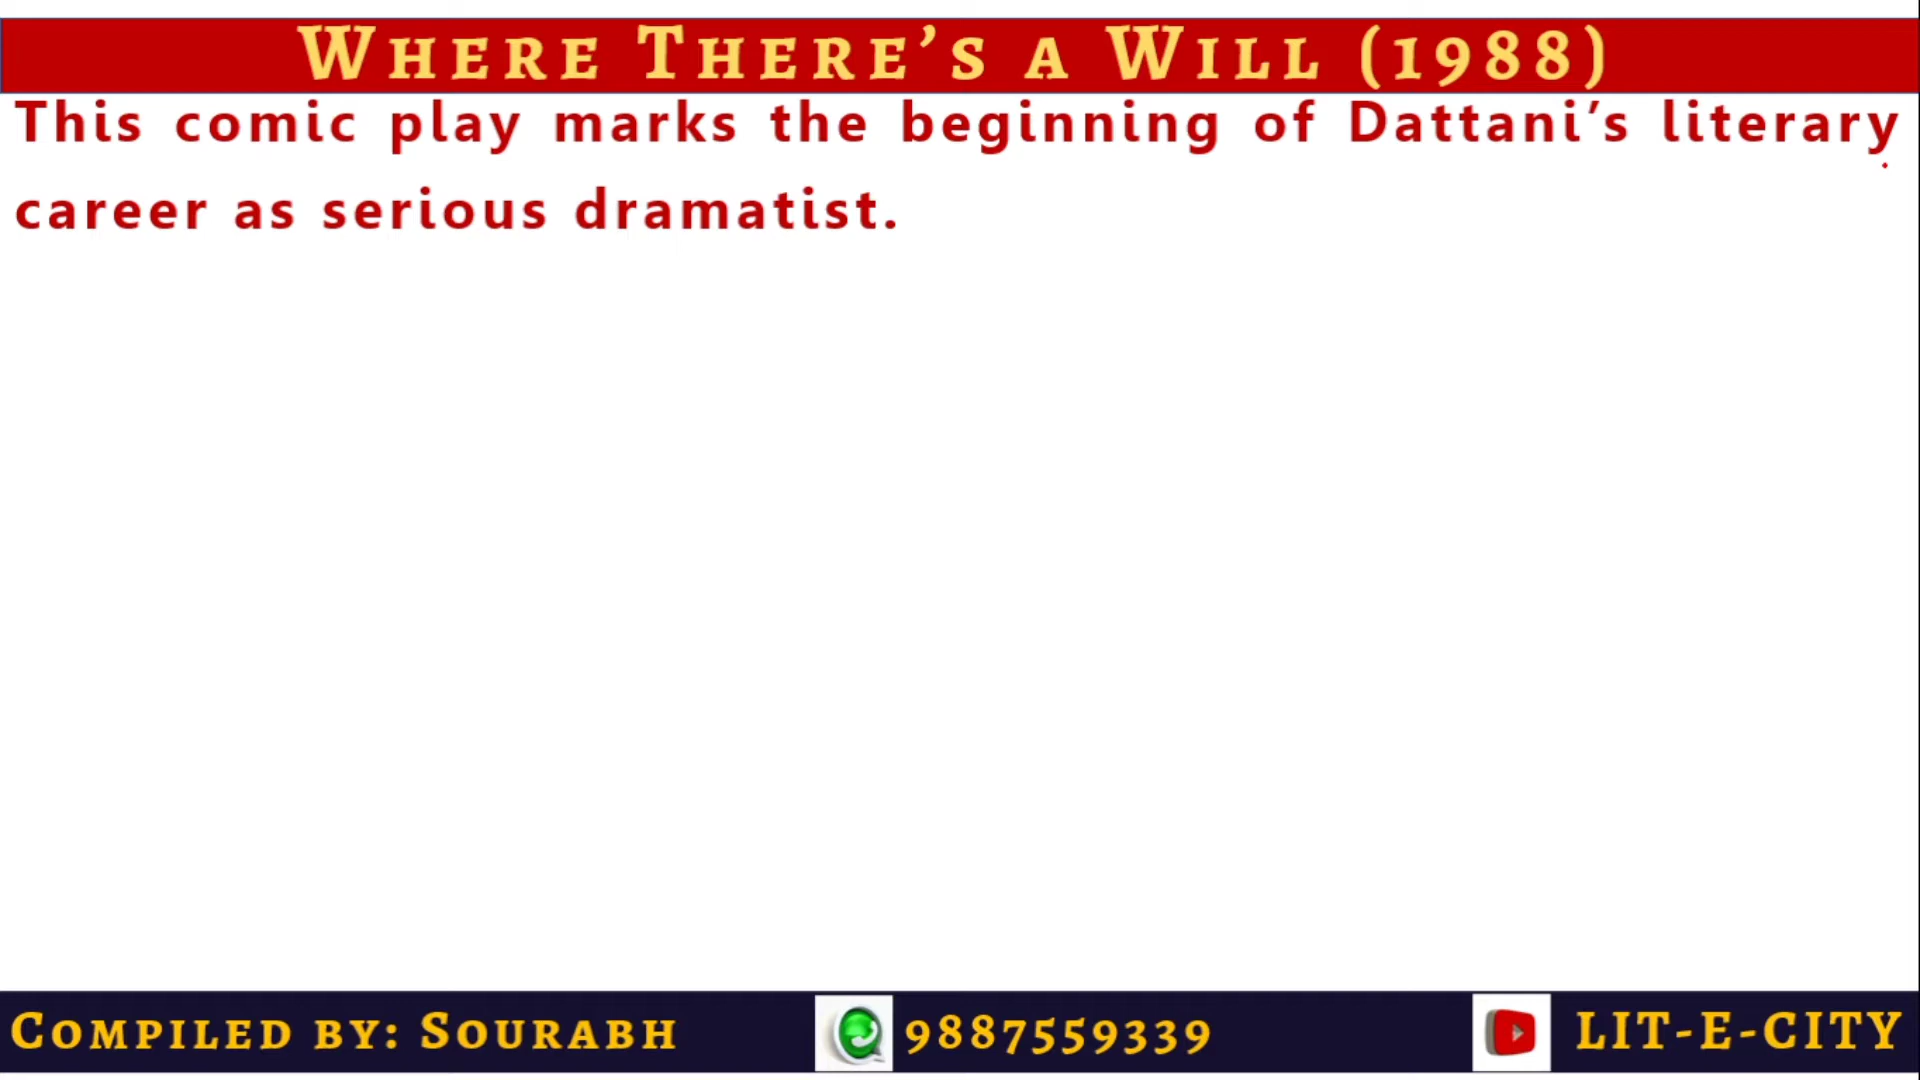 WHERE THERE’S A WILL (1988)
This comic play marks the beginning of Dattani’s literary
career as serious dramatist.
COMPILED BY: SOURABH
9887559339
LIT-E-CITY